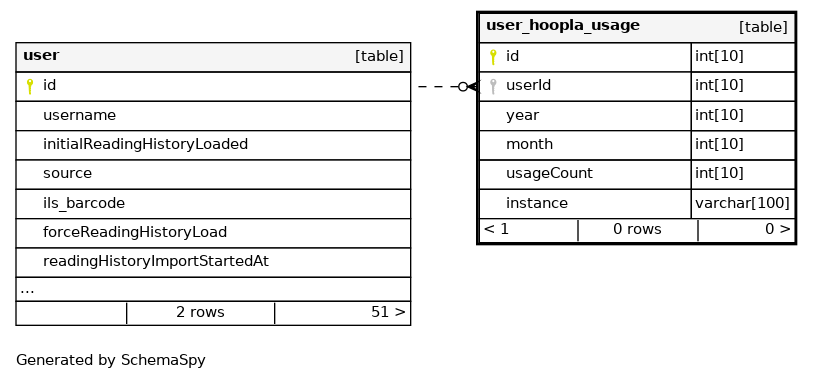 user [table]
id
username
initialReadingHistoryLoaded
source
ils_barcode
forceReadingHistoryLoad
readingHistoryImportStartedAt
...
2 rows 51 >
user_hoopla_usage [table]
id int[10]
userId int[10]
year int[10]
month int[10]
usageCount int[10]
instance varchar[100]
< 1 0 rows 0 >
Generated by SchemaSpy